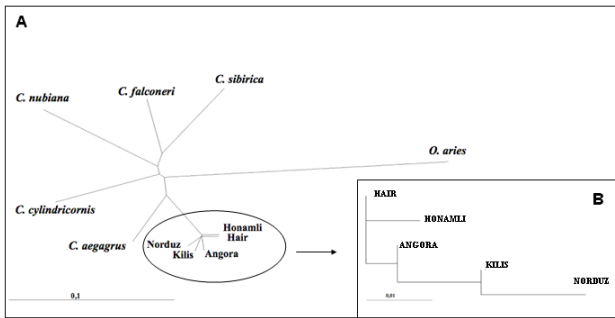 A
C. sibirica
C. falconeri
C. nubiana
O. aries
C. cylindricornis
C. aegagrus
Honamli
Hair
Norduz
Kilis
Angora
0,1
B
HAIR
HONAMLI
ANGORA
KILIS
NORDUZ
0,01